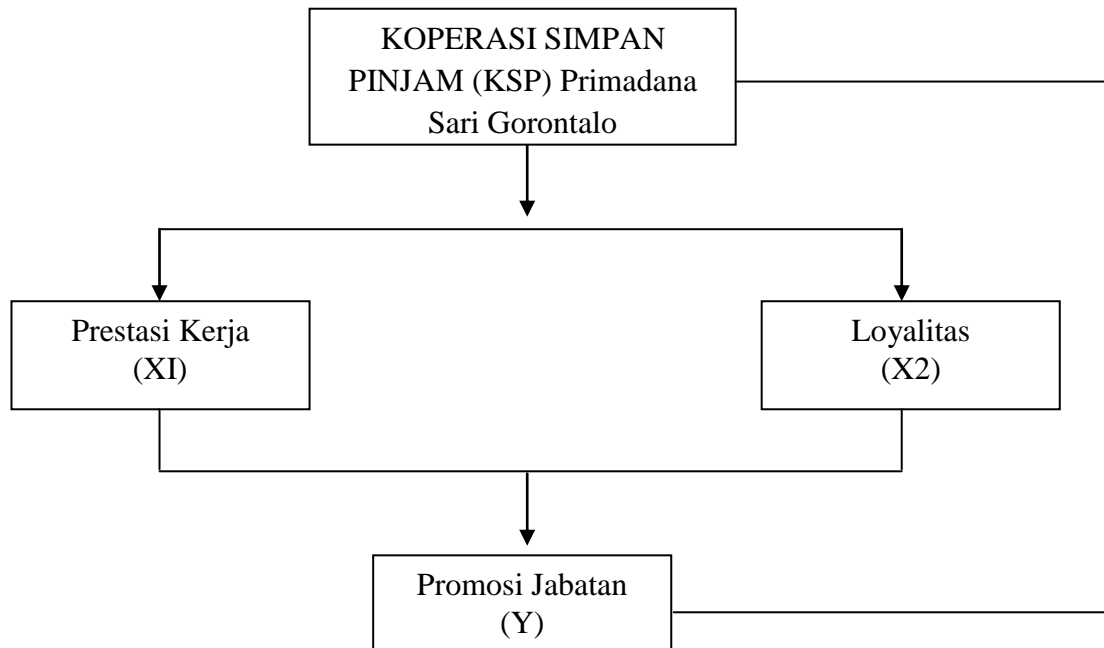 KOPERASI SIMPAN
PINJAM (KSP) Primadana
Sari Gorontalo
Prestasi Kerja
(XI)
Loyalitas
(X2)
Promosi Jabatan
(Y)